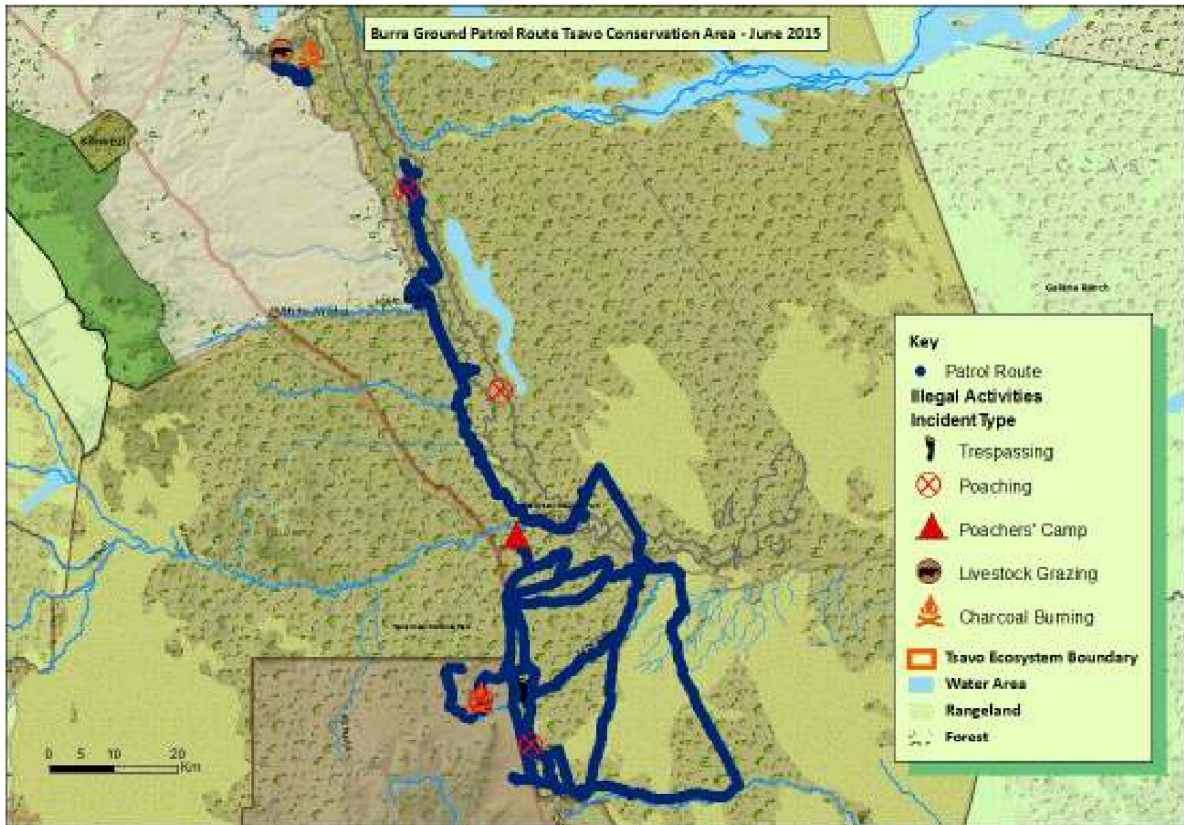 Burra Ground Patrol Route Tsavo Conservation Area - June 2015
Kibwezi
Galana Ranch
Key
Patrol Route
Illegal Activities
Incident Type
Trespassing
Poaching
Poachers' Camp
Livestock Grazing
Charcoal Burning
Tsavo Ecosystem Boundary
Water Area
Rangeland
Forest
0 5 10 20
Km